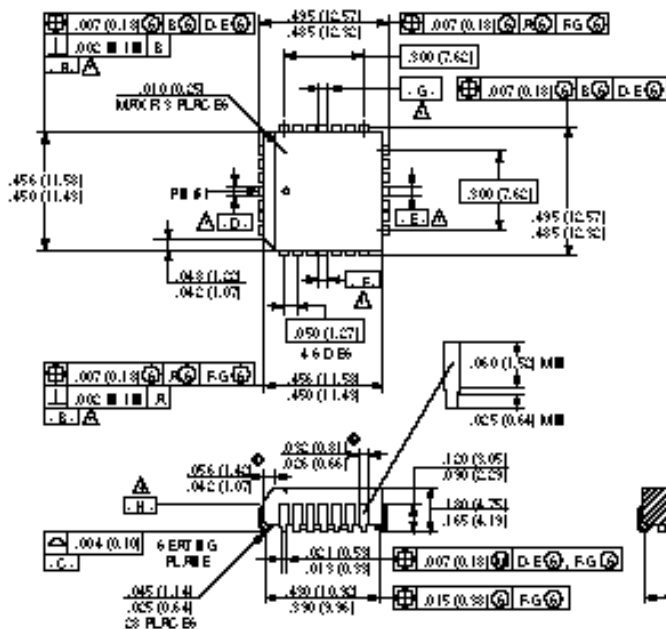 .007 (0.18) B D-E
.002 B
.495 (12.57)
.485 (12.32)
.007 (0.18) F-G
.300 (7.62)
.010 (0.25)
-G-
.007 (0.18) B D-E
.456 (11.58)
.450 (11.43)
.300 (7.62)
-D-
-E-
.495 (12.57)
.485 (12.32)
.048 (1.22)
.042 (1.07)
-F-
.050 (1.27)
.007 (0.18) A F-G
.002 A
-B-
.456 (11.58)
.450 (11.43)
.060 (1.52) MIN
.025 (0.64) MIN
.032 (0.81)
.026 (0.66)
.056 (1.42)
.042 (1.07)
.120 (3.05)
.090 (2.29)
-H-
.180 (4.75)
.165 (4.19)
.004 (0.10)
-C-
SEATING
PLANE
.021 (0.53)
.013 (0.33)
.007 (0.18) D-E , F-G
.045 (1.14)
.025 (0.64)
.430 (10.92)
.390 (9.96)
.015 (0.38) F-G